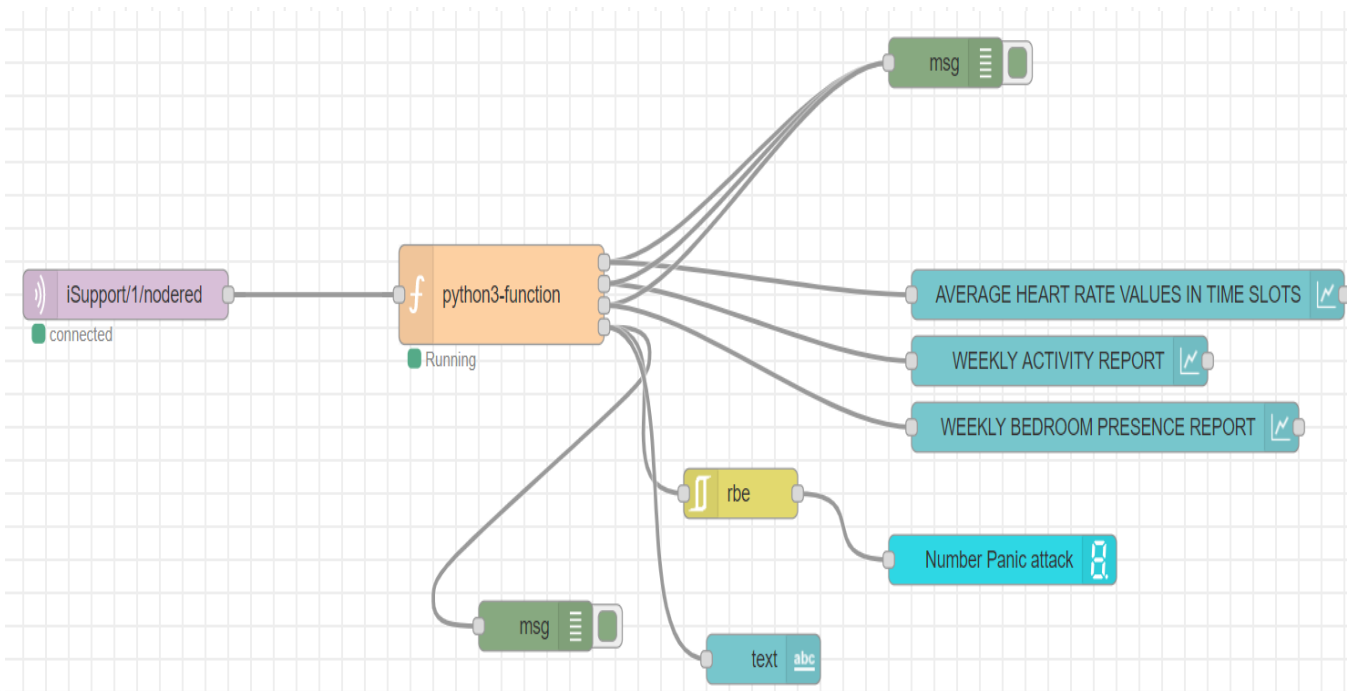 msg
iSupport/1/nodered
connected
python3-function
Running
AVERAGE HEART RATE VALUES IN TIME SLOTS
WEEKLY ACTIVITY REPORT
WEEKLY BEDROOM PRESENCE REPORT
rbe
Number Panic attack
msg
text
abc